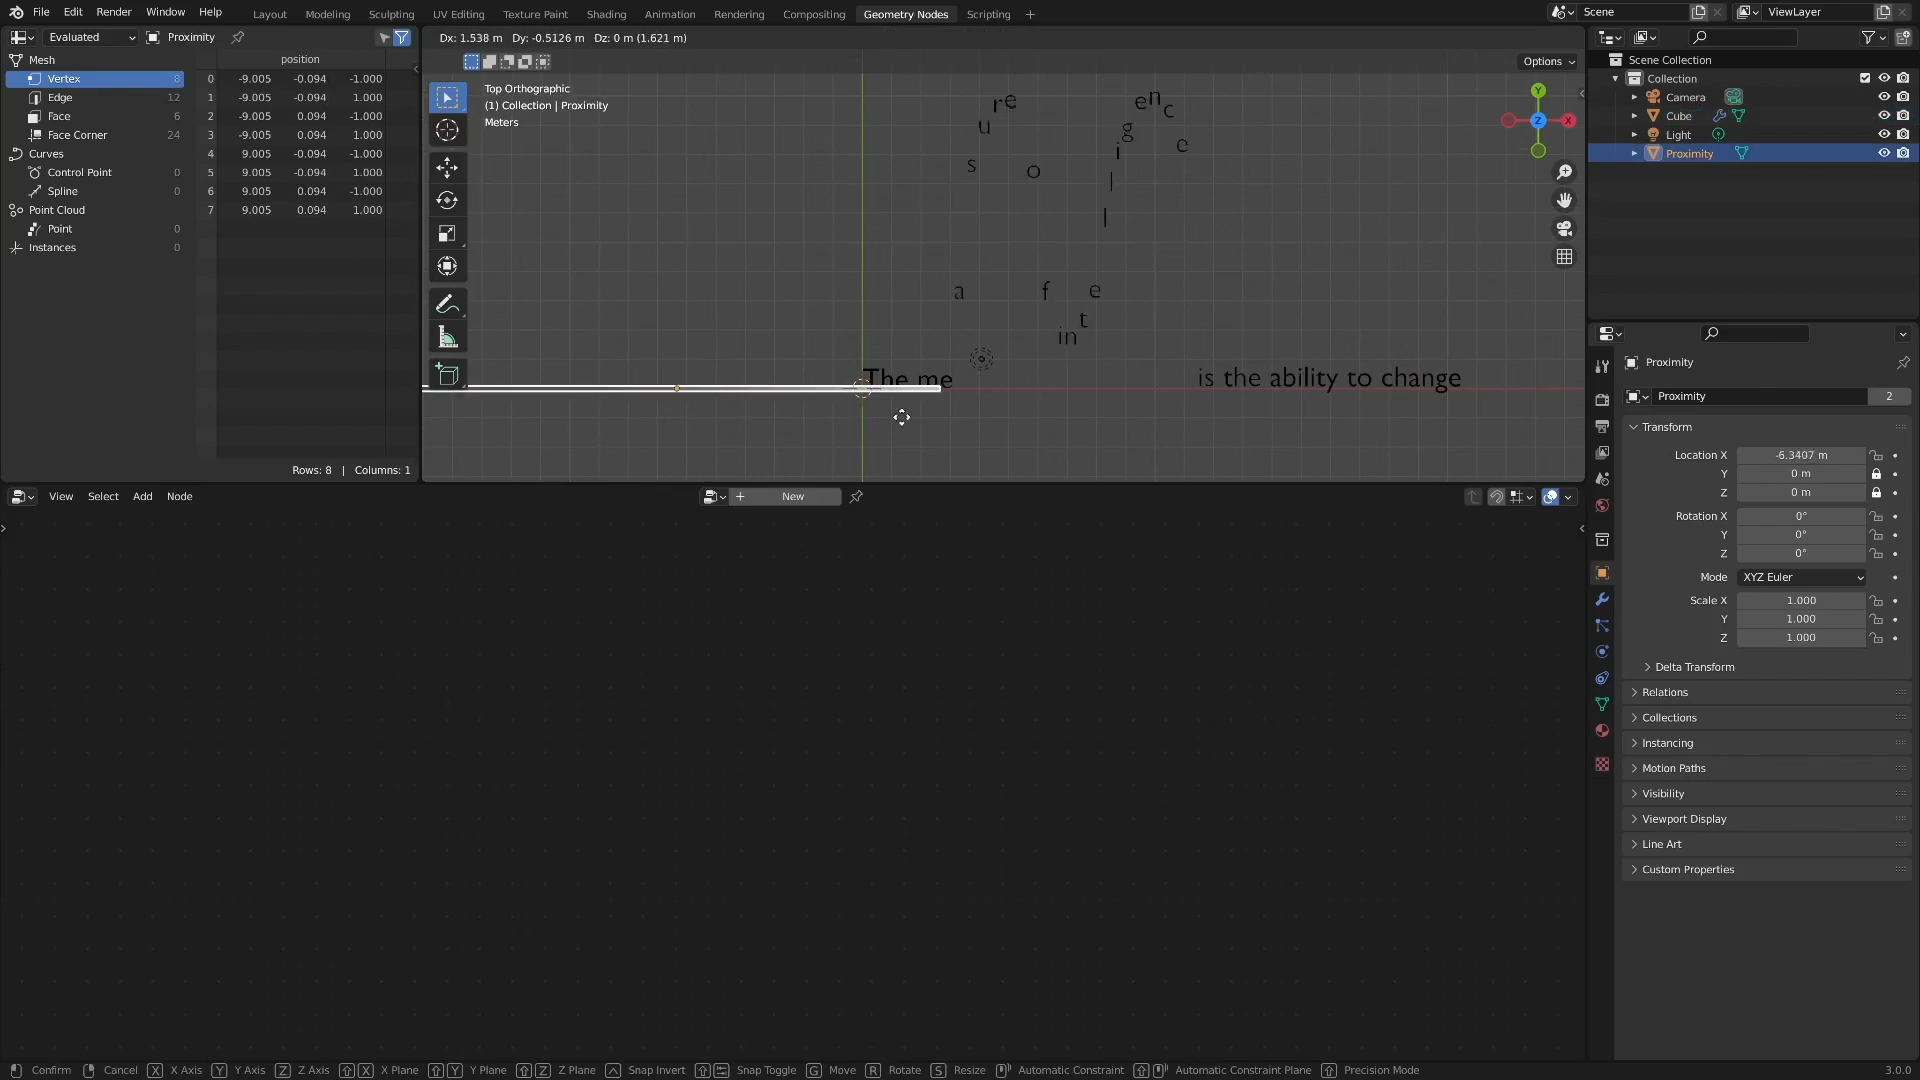 File Edit Render Window Help Layout Modeling Sculpting UV Editing Texture Paint Shading Animation Rendering Compositing Geometry Nodes Scripting Scene ViewLayer
Evaluated Proximity
Dx: 1.538 m Dy: -0.5126 m Dz: 0 m (1.621 m)
Options
Mesh
Vertex 8
Edge 12
Face 6
Face Corner 24
Curves
Control Point 0
Spline 0
Point Cloud
Point 0
Instances 0
position
0 -9.005 -0.094 -1.000
1 -9.005 -0.094 1.000
2 -9.005 0.094 -1.000
3 -9.005 0.094 1.000
4 9.005 -0.094 -1.000
5 9.005 -0.094 1.000
6 9.005 0.094 -1.000
7 9.005 0.094 1.000
Rows: 8 | Columns: 1
Top Orthographic
(1) Collection | Proximity
Meters
The measure of intelligence is the ability to change
Y
Z
X
Scene Collection
Collection
Camera
Cube
Light
Proximity
View Select Add Node
New
Proximity
Proximity 2
Transform
Location X -6.3407 m
Y 0 m
Z 0 m
Rotation X 0°
Y 0°
Z 0°
Mode XYZ Euler
Scale X 1.000
Y 1.000
Z 1.000
Delta Transform
Relations
Collections
Instancing
Motion Paths
Visibility
Viewport Display
Line Art
Custom Properties
Confirm Cancel X X Axis Y Y Axis Z Z Axis X X Plane Y Y Plane Z Z Plane Snap Invert Snap Toggle G Move R Rotate S Resize Automatic Constraint Automatic Constraint Plane Precision Mode 3.0.0